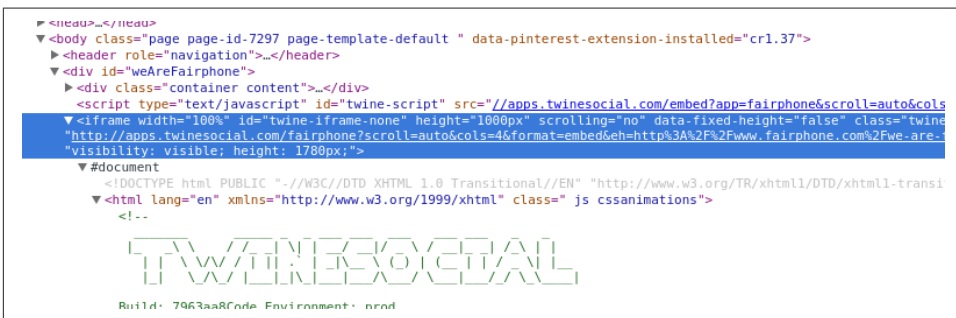 ▶<head>…</head>
▼<body class="page page-id-7297 page-template-default " data-pinterest-extension-installed="cr1.37">
▶<header role="navigation">…</header>
▼<div id="weAreFairphone">
▶<div class="container content">…</div>
<script type="text/javascript" id="twine-script" src="//apps.twinesocial.com/embed?app=fairphone&scroll=auto&cols
▼<iframe width="100%" id="twine-iframe-none" height="1000px" scrolling="no" data-fixed-height="false" class="twine
"http://apps.twinesocial.com/fairphone?scroll=auto&cols=4&format=embed&eh=http%3A%2F%2Fwww.fairphone.com%2Fwe-are-
"visibility: visible; height: 1780px;">
▼#document
<!DOCTYPE html PUBLIC "-//W3C//DTD XHTML 1.0 Transitional//EN" "http://www.w3.org/TR/xhtml1/DTD/xhtml1-transi
▼<html lang="en" xmlns="http://www.w3.org/1999/xhtml" class=" js cssanimations">
<!--
TWINESOCIAL
Build: 7963aa8Code Environment: prod